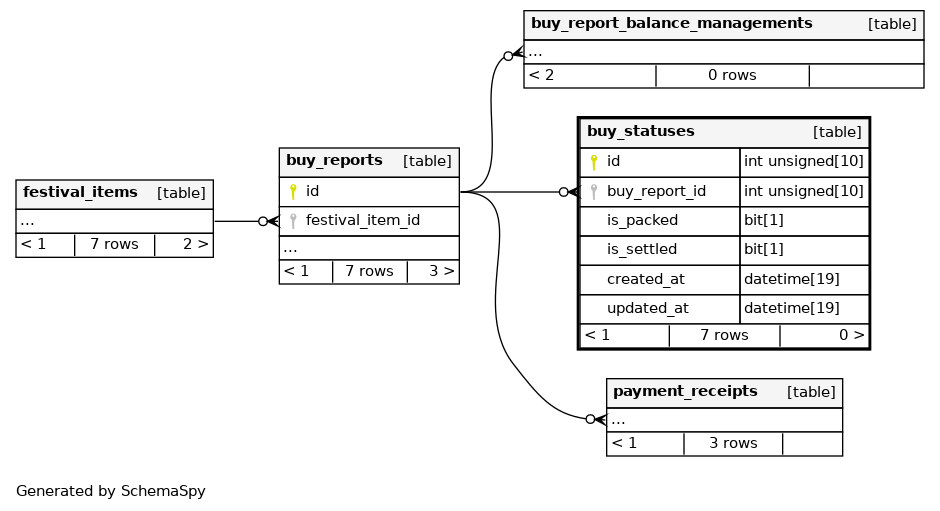 buy_report_balance_managements [table]
...
< 2 0 rows
buy_statuses [table]
id int unsigned[10]
buy_report_id int unsigned[10]
is_packed bit[1]
is_settled bit[1]
created_at datetime[19]
updated_at datetime[19]
< 1 7 rows 0 >
buy_reports [table]
id
festival_item_id
...
< 1 7 rows 3 >
festival_items [table]
...
< 1 7 rows 2 >
payment_receipts [table]
...
< 1 3 rows
Generated by SchemaSpy